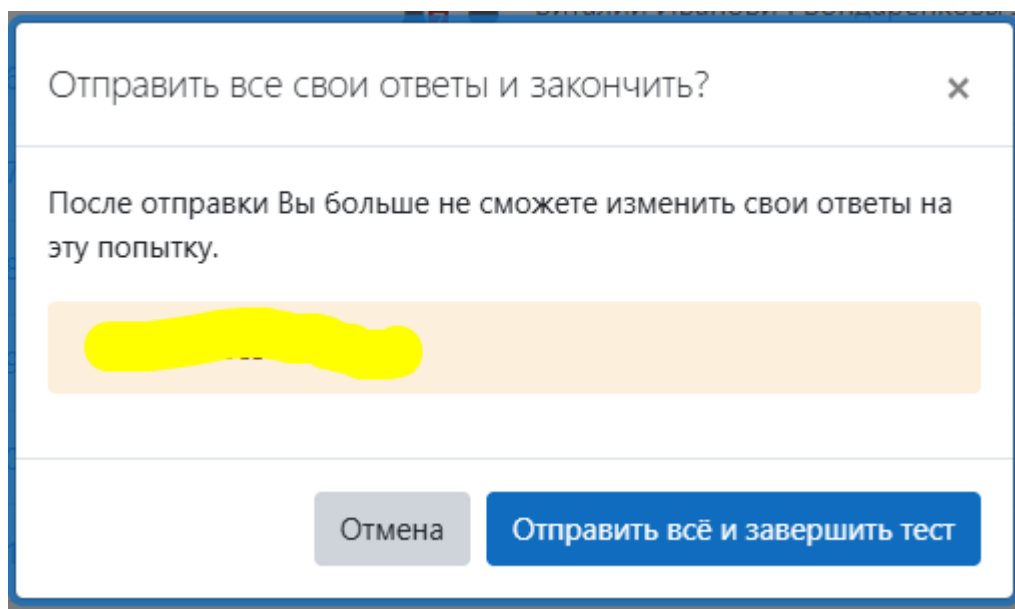 Отправить все свои ответы и закончить?
×
После отправки Вы больше не сможете изменить свои ответы на
эту попытку.
Отмена
Отправить всё и завершить тест